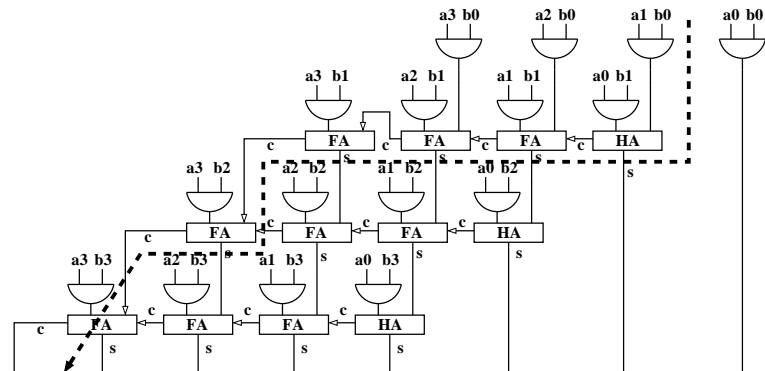 a3 b0 a2 b0 a1 b0 a0 b0
a3 b1 a2 b1 a1 b1 a0 b1
FA FA FA HA
c c c c
s s s s
a3 b2 a2 b2 a1 b2 a0 b2
FA FA FA HA
c c c c
s s s s
a3 b3 a2 b3 a1 b3 a0 b3
FA FA FA HA
c c c c
s s s s